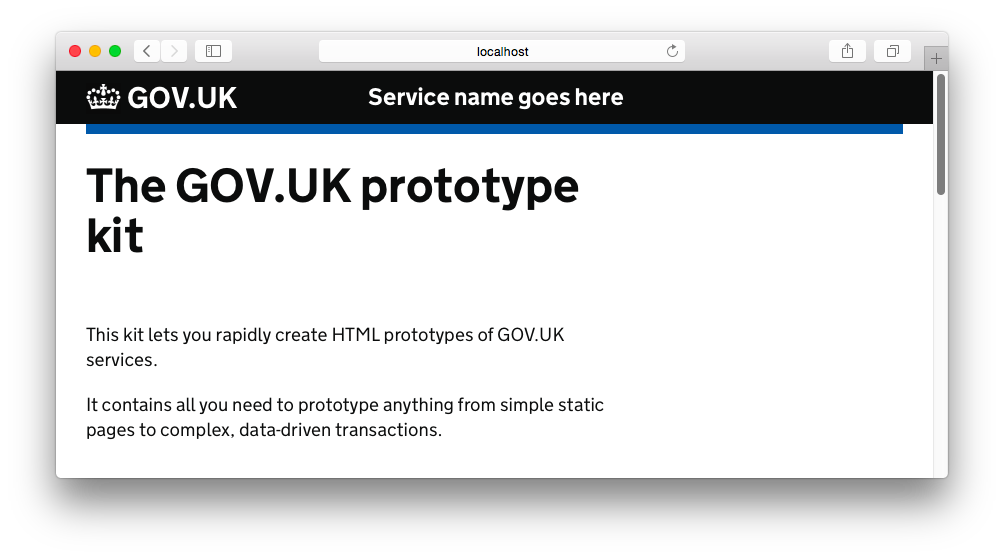 localhost
GOV.UK
Service name goes here
The GOV.UK prototype
kit
This kit lets you rapidly create HTML prototypes of GOV.UK
services.
It contains all you need to prototype anything from simple static
pages to complex, data-driven transactions.